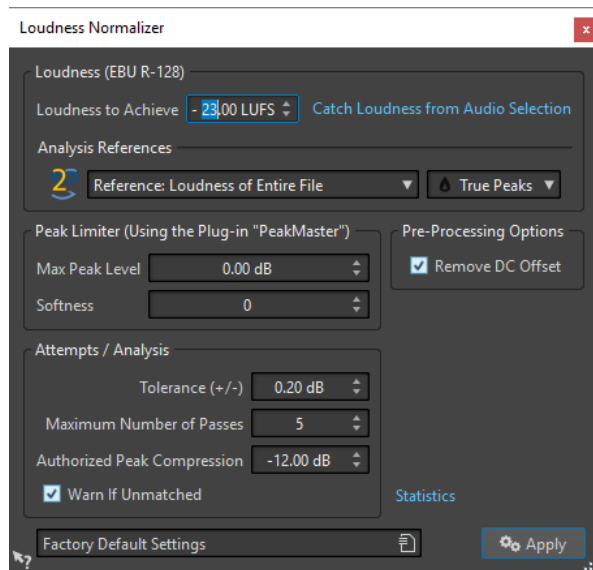 Loudness Normalizer
x
Loudness (EBU R-128)
Loudness to Achieve - 23.00 LUFS Catch Loudness from Audio Selection
Analysis References
2 Reference: Loudness of Entire File True Peaks
Peak Limiter (Using the Plug-in "PeakMaster") Pre-Processing Options
Max Peak Level 0.00 dB Remove DC Offset
Softness 0
Attempts / Analysis
Tolerance (+/-) 0.20 dB
Maximum Number of Passes 5
Authorized Peak Compression -12.00 dB
Warn If Unmatched Statistics
Factory Default Settings Apply
?